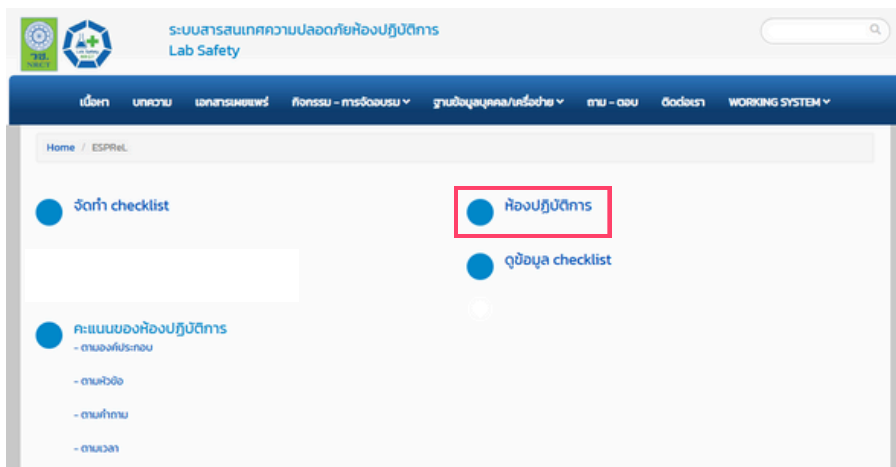 วช.
NRCT
Lab Safety
NRCT
ระบบสารสนเทศความปลอดภัยห้องปฏิบัติการ
Lab Safety
เนื้อหา บทความ เอกสารเผยแพร่ กิจกรรม - การจัดอบรม ฐานข้อมูลบุคคล/เครือข่าย ถาม - ตอบ ติดต่อเรา WORKING SYSTEM
Home / ESPReL
จัดทำ checklist
ห้องปฏิบัติการ
ดูข้อมูล checklist
คะแนนของห้องปฏิบัติการ
- ตามองค์ประกอบ
- ตามหัวข้อ
- ตามคำถาม
- ตามเวลา